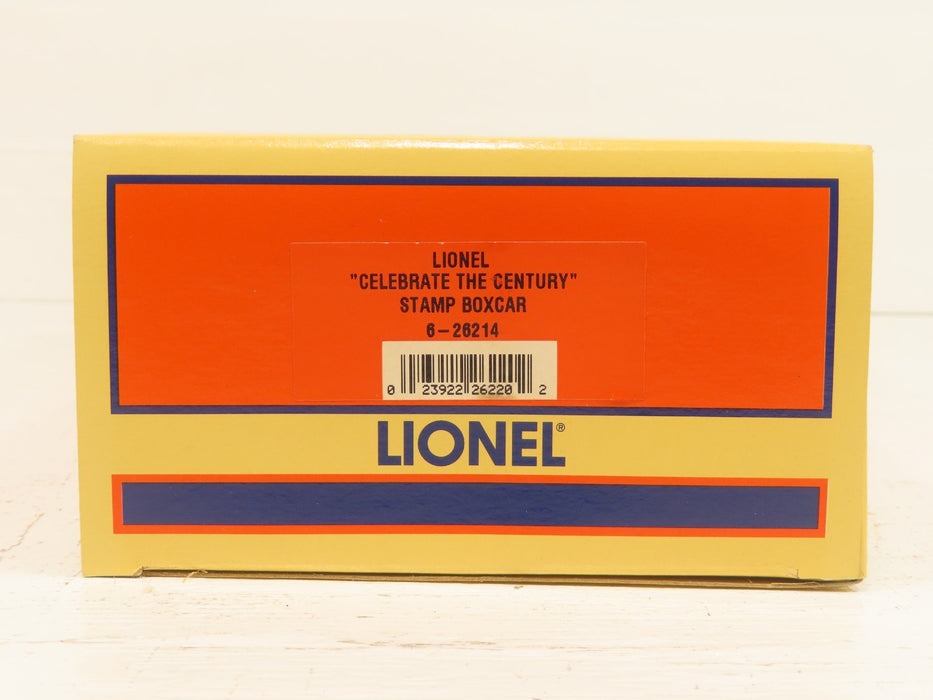 LIONEL
"CELEBRATE THE CENTURY"
STAMP BOXCAR
6-26214
0 23922 26220 2
LIONEL®